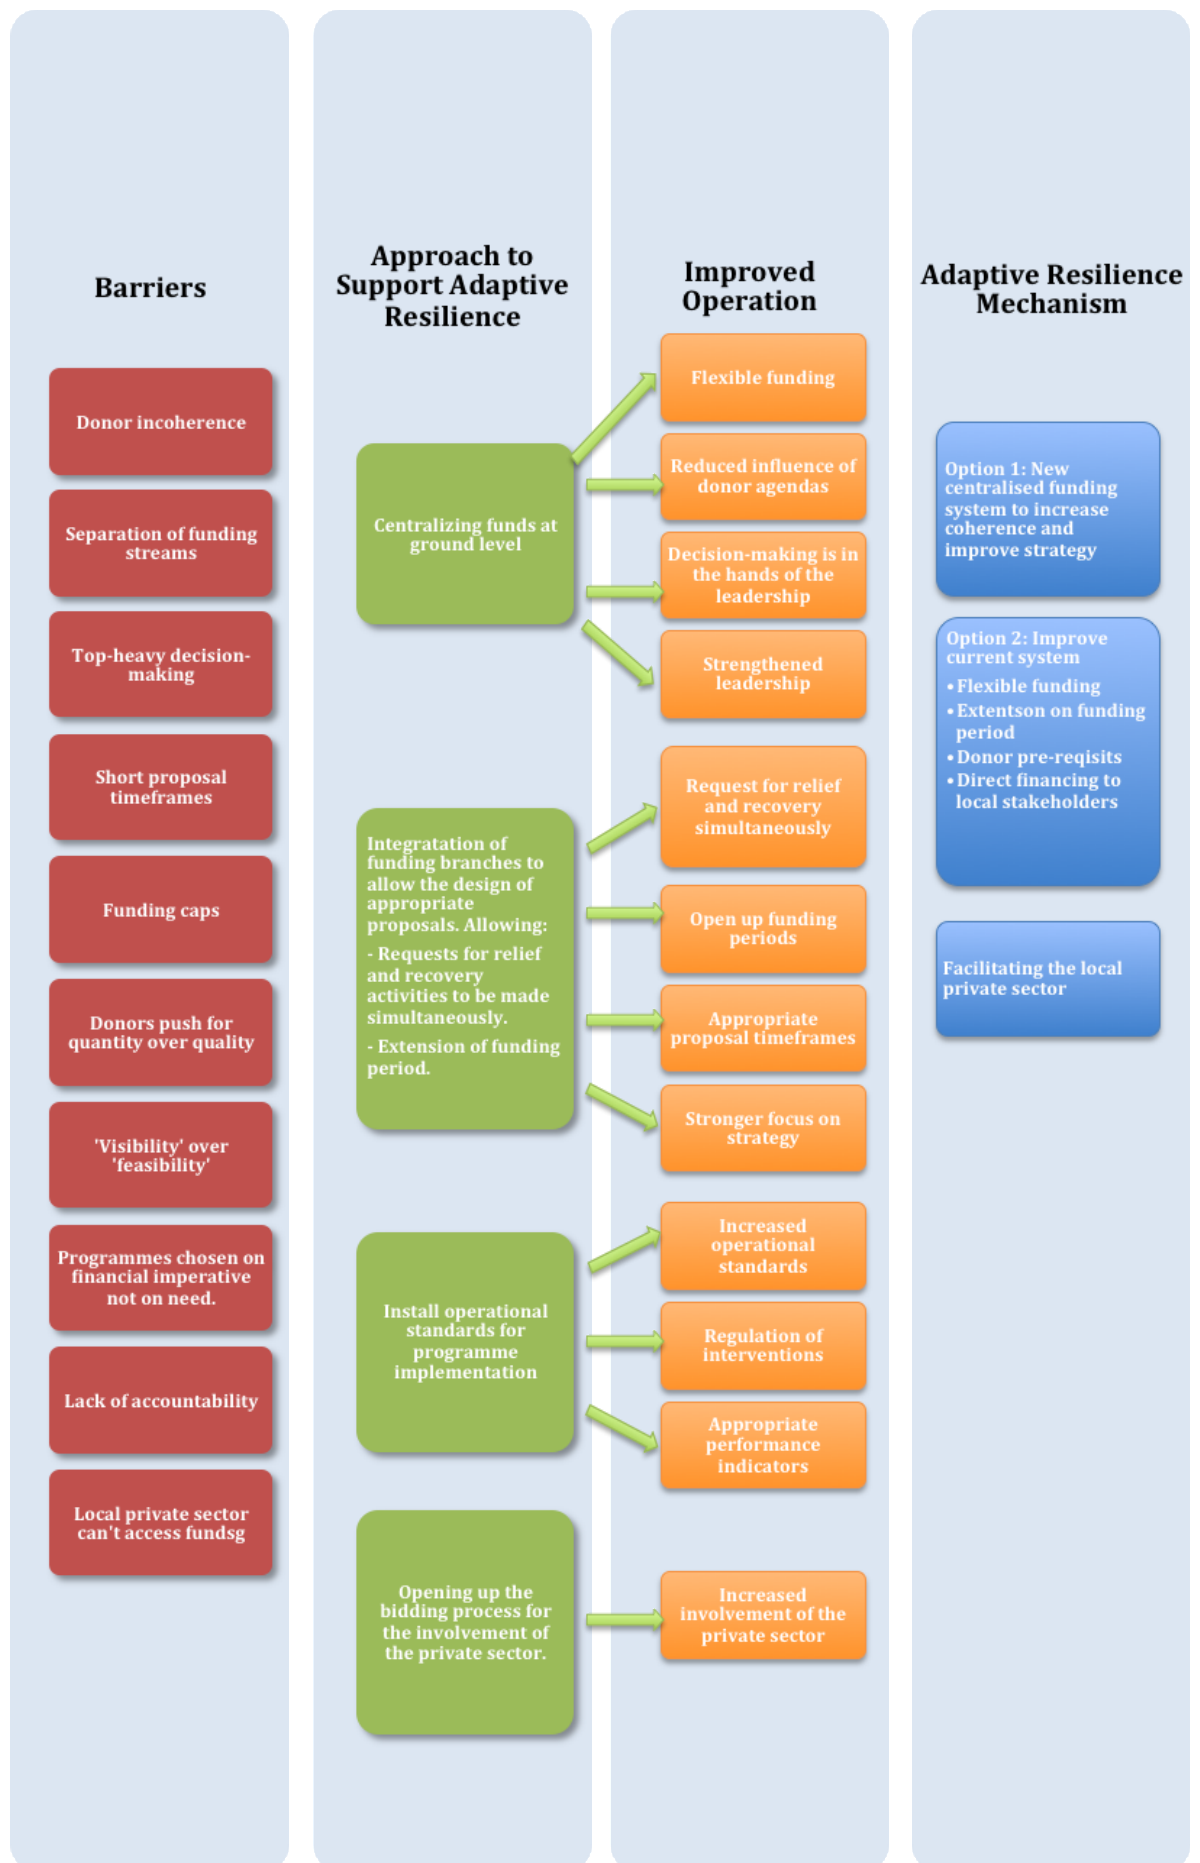 Barriers
Donor incoherence
Separation of funding
streams
Top-heavy decision-
making
Short proposal
timeframes
Funding caps
Donors push for
quantity over quality
'Visibility' over
'feasibility'
Programmes chosen on
financial imperative
not on need.
Lack of accountability
Local private sector
can't access fundsg
Approach to
Support Adaptive
Resilience
Centralizing funds at
ground level
Integratation of
funding branches to
allow the design of
appropriate
proposals. Allowing:
- Requests for relief
and recovery
activities to be made
simultaneously.
- Extension of funding
period.
Install operational
standards for
programme
implementation
Opening up the
bidding process for
the involvement of
the private sector.
Improved
Operation
Flexible funding
Reduced influence of
donor agendas
Decision-making is in
the hands of the
leadership
Strengthened
leadership
Request for relief
and recovery
simultaneously
Open up funding
periods
Appropriate
proposal timeframes
Stronger focus on
strategy
Increased
operational
standards
Regulation of
interventions
Appropriate
performance
indicators
Increased
involvement of the
private sector
Adaptive Resilience
Mechanism
Option 1: New
centralised funding
system to increase
coherence and
improve strategy
Option 2: Improve
current system
• Flexible funding
• Extentson on funding
period
• Donor pre-reqisits
• Direct financing to
local stakeholders
Facilitating the local
private sector